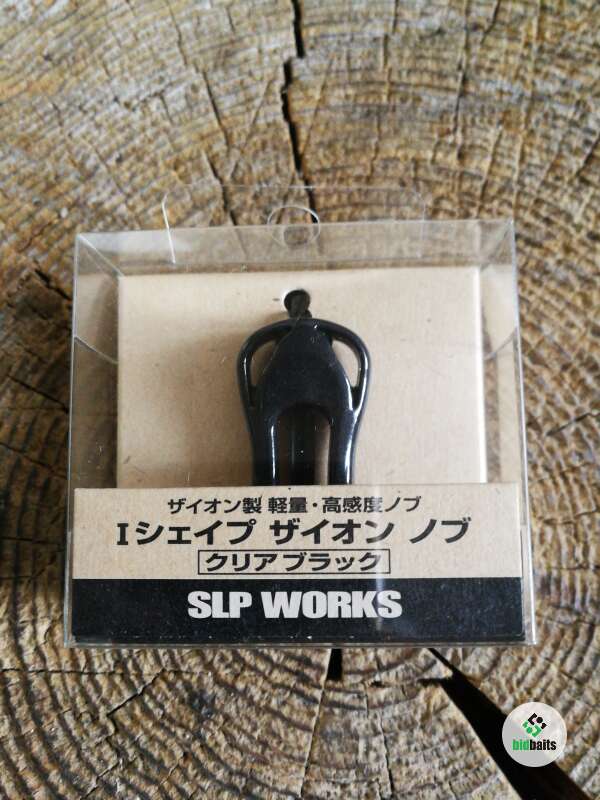 ザイオン製 軽量・高感度ノブ
Iシェイプ ザイオン ノブ
クリアブラック
SLP WORKS
bidbaits